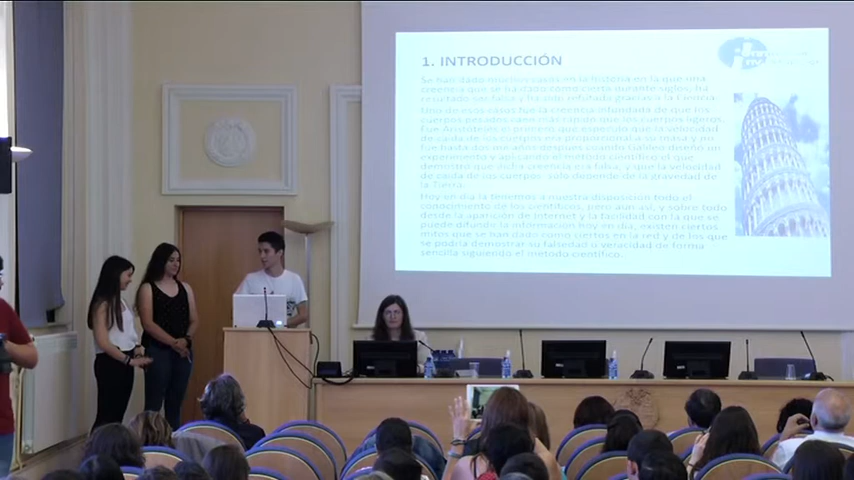 1. INTRODUCCIÓN
Se han dado muchos casos en la historia en la que una
creencia que se ha dado como cierta durante siglos, ha
resultado ser falsa y ha sido refutada gracias a la Ciencia.
Uno de esos casos fue la creencia infundada de que los
cuerpos pesados caen más rápido que los cuerpos ligeros.
Fue Aristóteles el primero que especuló que la velocidad
de caída de los cuerpos era proporcional a su masa y no
fue hasta dos mil años después cuando Galileo diseñó un
experimento y aplicando el método científico el que
demostró que dicha creencia era falsa, y que la velocidad
de caída de los cuerpos, solo depende de la gravedad de
la Tierra.
Hoy en día la tenemos a nuestra disposición todo el
conocimiento de los científicos, pero aun así, y sobre todo
desde la aparición de Internet y la facilidad con la que se
puede difundir la información hoy en día, existen ciertos
mitos que se han dado como ciertos en la red y de los que
se podría demostrar su falsedad o veracidad de forma
sencilla siguiendo el método científico.